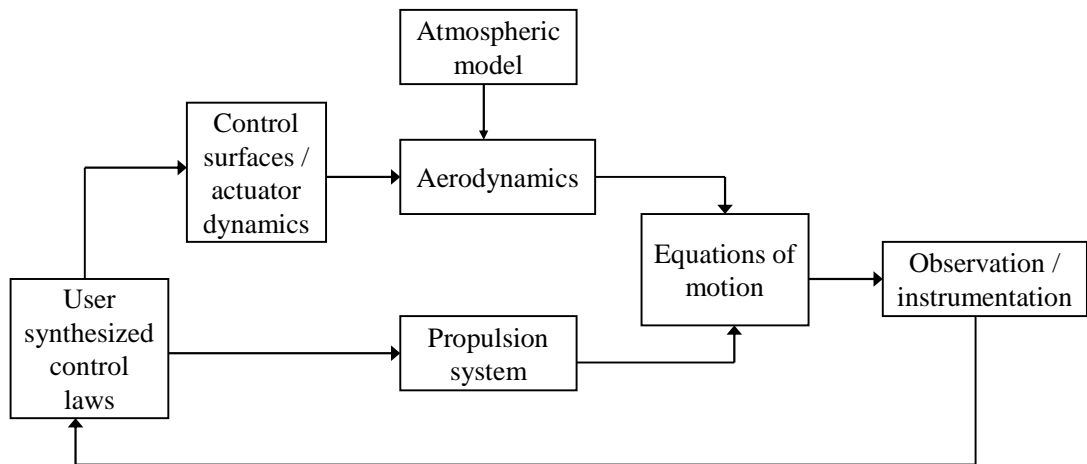 Atmospheric
model
Control
surfaces /
actuator
dynamics
Aerodynamics
Equations of
motion
Observation /
instrumentation
User
synthesized
control
laws
Propulsion
system